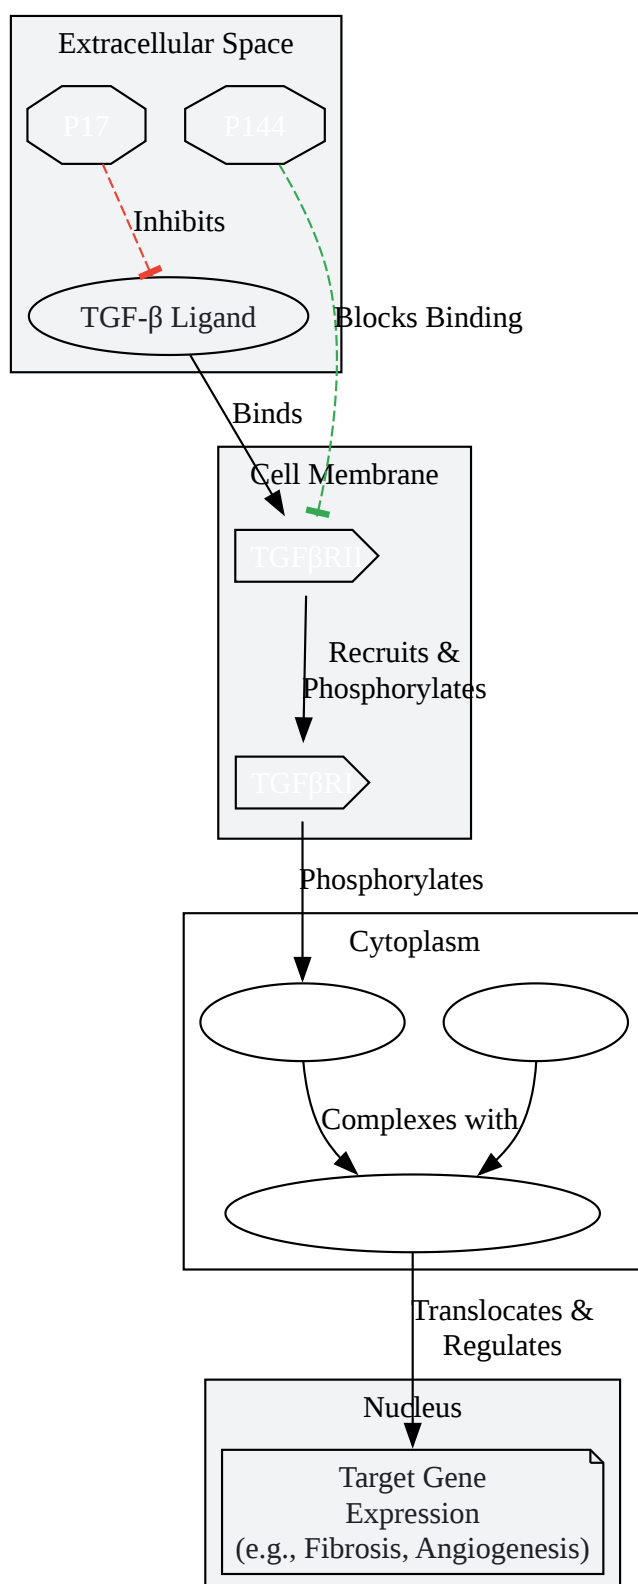 Extracellular Space
P17
P144
Inhibits
TGF-β Ligand
Blocks Binding
Binds
Cell Membrane
TGFβRII
Recruits &
Phosphorylates
TGFβRI
Phosphorylates
Cytoplasm
Complexes with
Translocates &
Regulates
Nucleus
Target Gene
Expression
(e.g., Fibrosis, Angiogenesis)